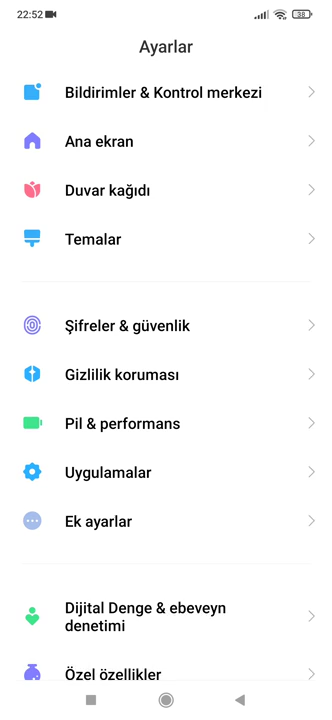 22:52
38
Ayarlar
Bildirimler & Kontrol merkezi
Ana ekran
Duvar kağıdı
Temalar
Şifreler & güvenlik
Gizlilik koruması
Pil & performans
Uygulamalar
Ek ayarlar
Dijital Denge & ebeveyn
denetimi
Özel özellikler